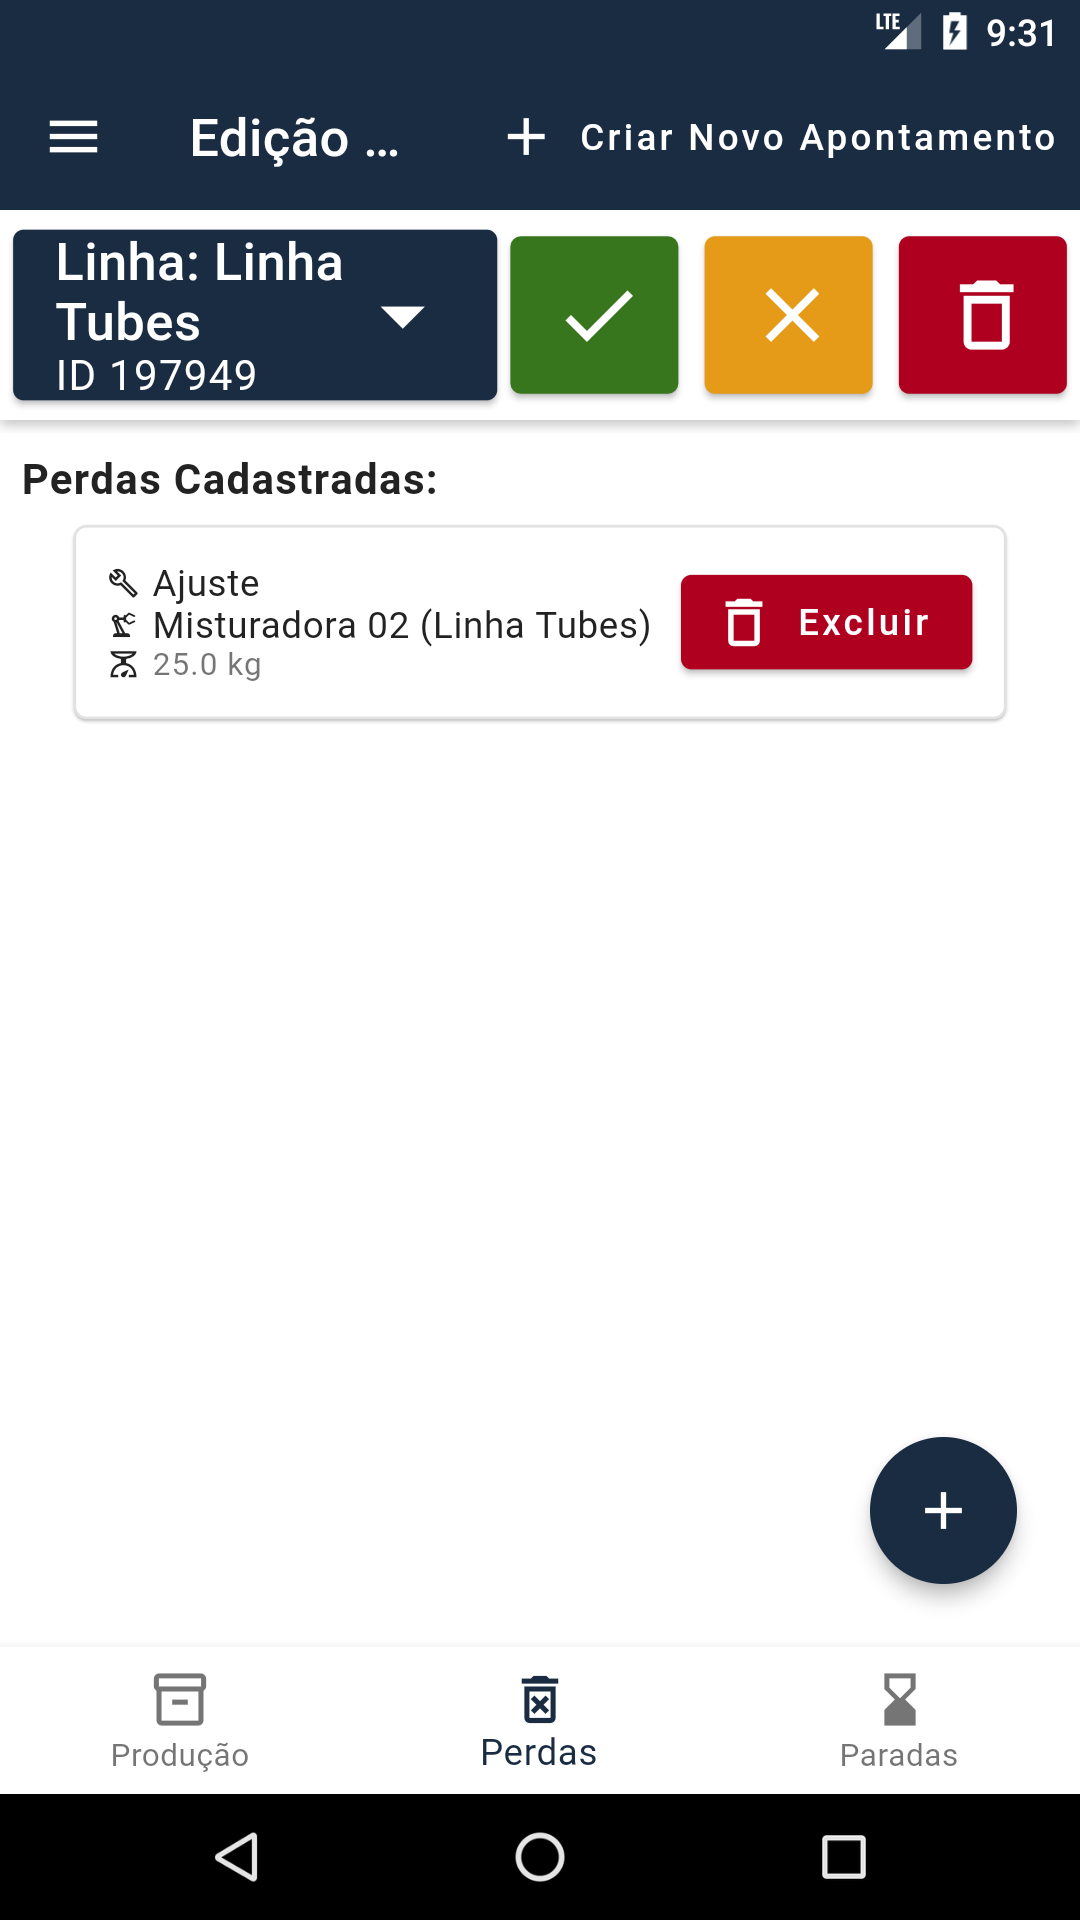 LTE 9:31
Edição ... Criar Novo Apontamento
Linha: Linha
Tubes
ID 197949
Perdas Cadastradas:
Ajuste
Misturadora 02 (Linha Tubes)
25.0 kg
Excluir
Produção
Perdas
Paradas